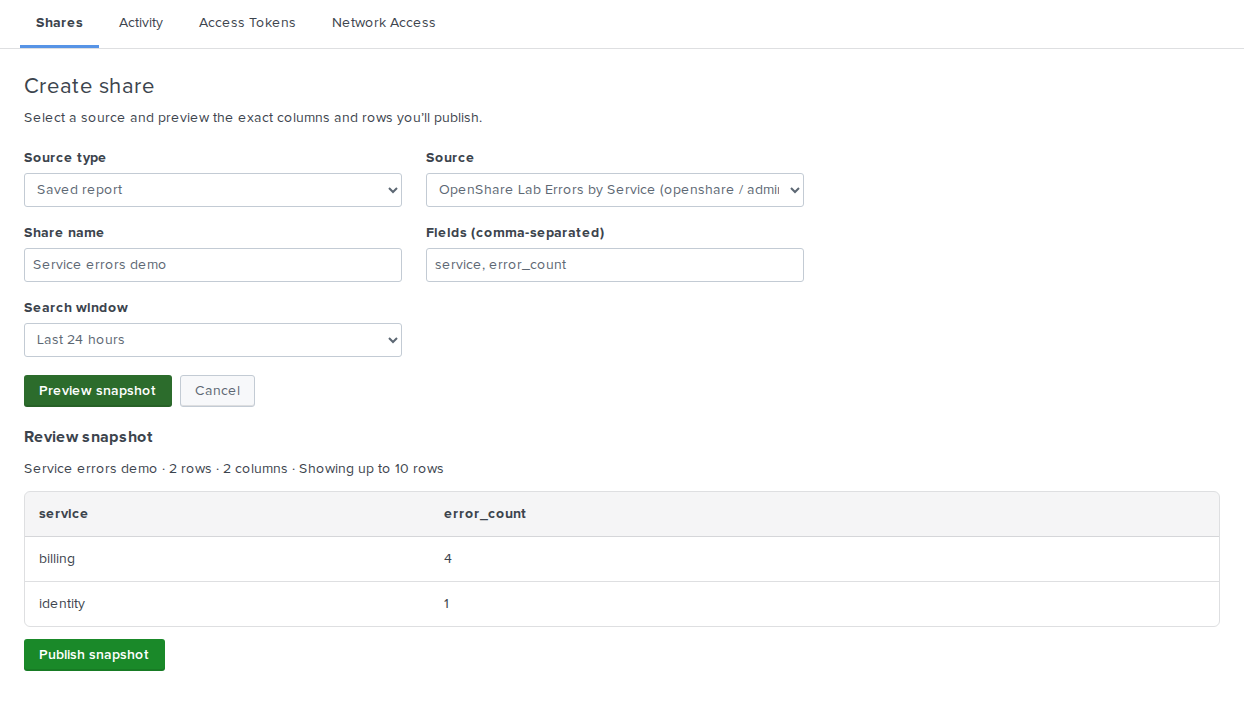 Shares Activity Access Tokens Network Access
Create share
Select a source and preview the exact columns and rows you'll publish.
Source type Source
Saved report OpenShare Lab Errors by Service (openshare / admi
Share name Fields (comma-separated)
Service errors demo service, error_count
Search window
Last 24 hours
Preview snapshot Cancel
Review snapshot
Service errors demo · 2 rows · 2 columns · Showing up to 10 rows
service error_count
billing 4
identity 1
Publish snapshot